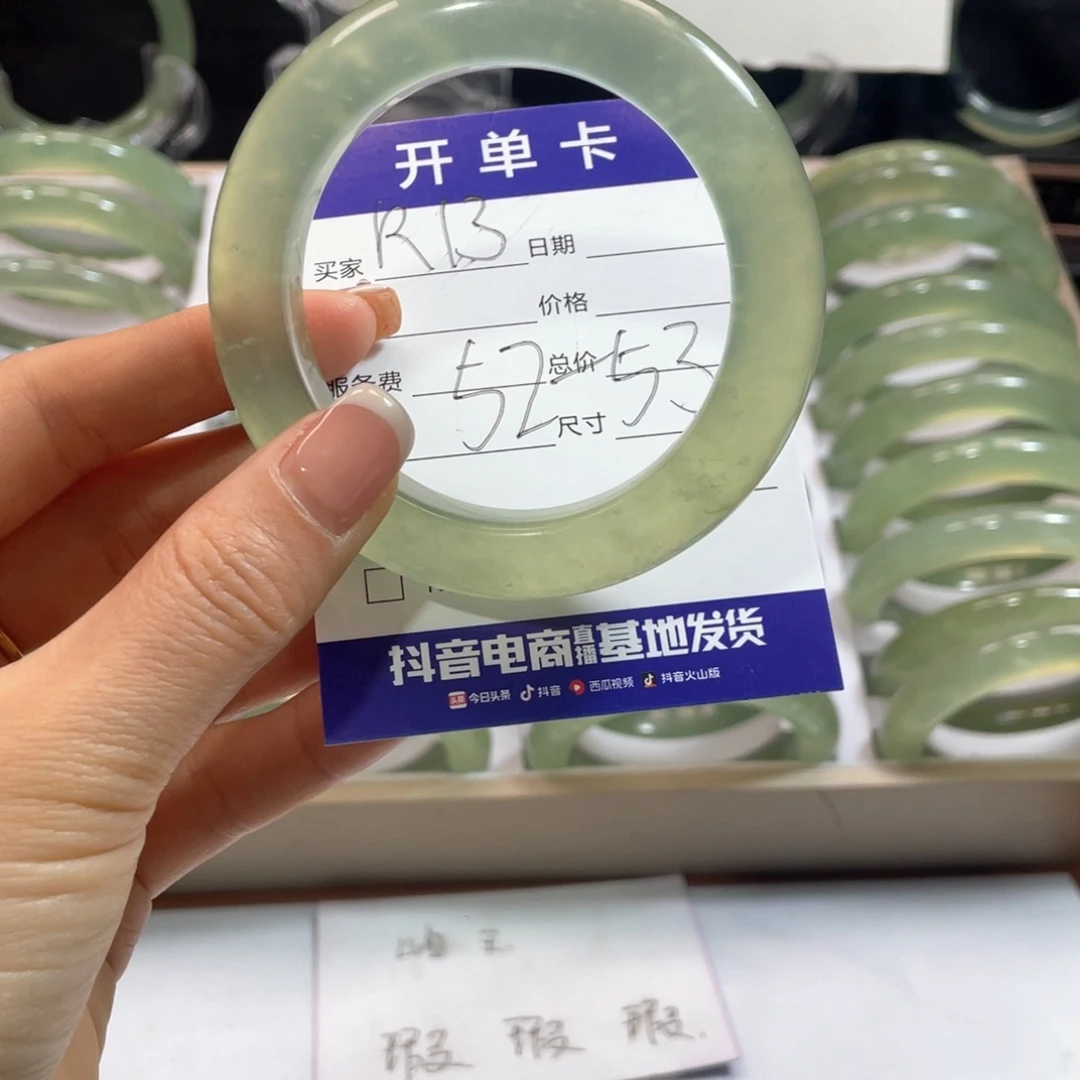 开单卡
买家 R13 日期
价格
服务费 52-53 总价
尺寸
抖音电商直播基地发货
头条 今日头条 抖音 西瓜视频 抖音火山版
瑕 瑕 瑕.